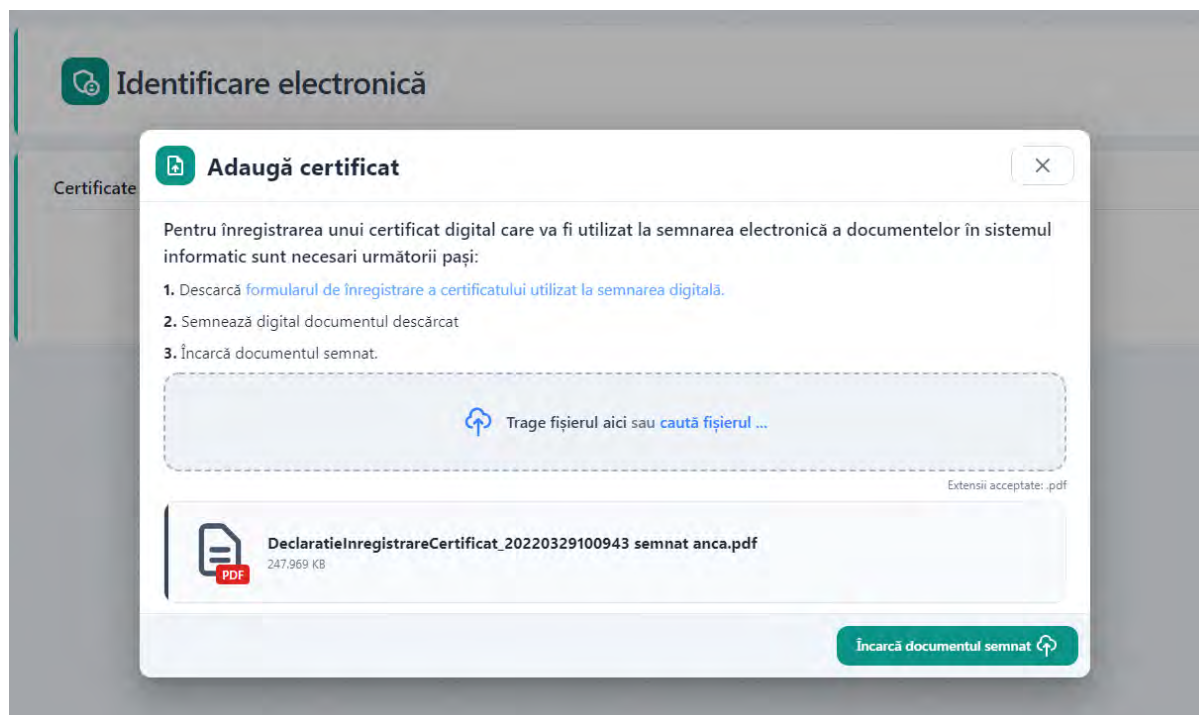 Identificare electronică
Adaugă certificat
Certificate
Pentru înregistrarea unui certificat digital care va fi utilizat la semnarea electronică a documentelor în sistemul
informatic sunt necesari următorii pași:
1. Descarcă formularul de înregistrare a certificatului utilizat la semnarea digitală.
2. Semnează digital documentul descărcat
3. Încarcă documentul semnat.
Trage fișierul aici sau caută fișierul ...
Extensii acceptate: .pdf
DeclaratieInregistrareCertificat_20220329100943 semnat anca.pdf
247.969 KB
PDF
Încarcă documentul semnat